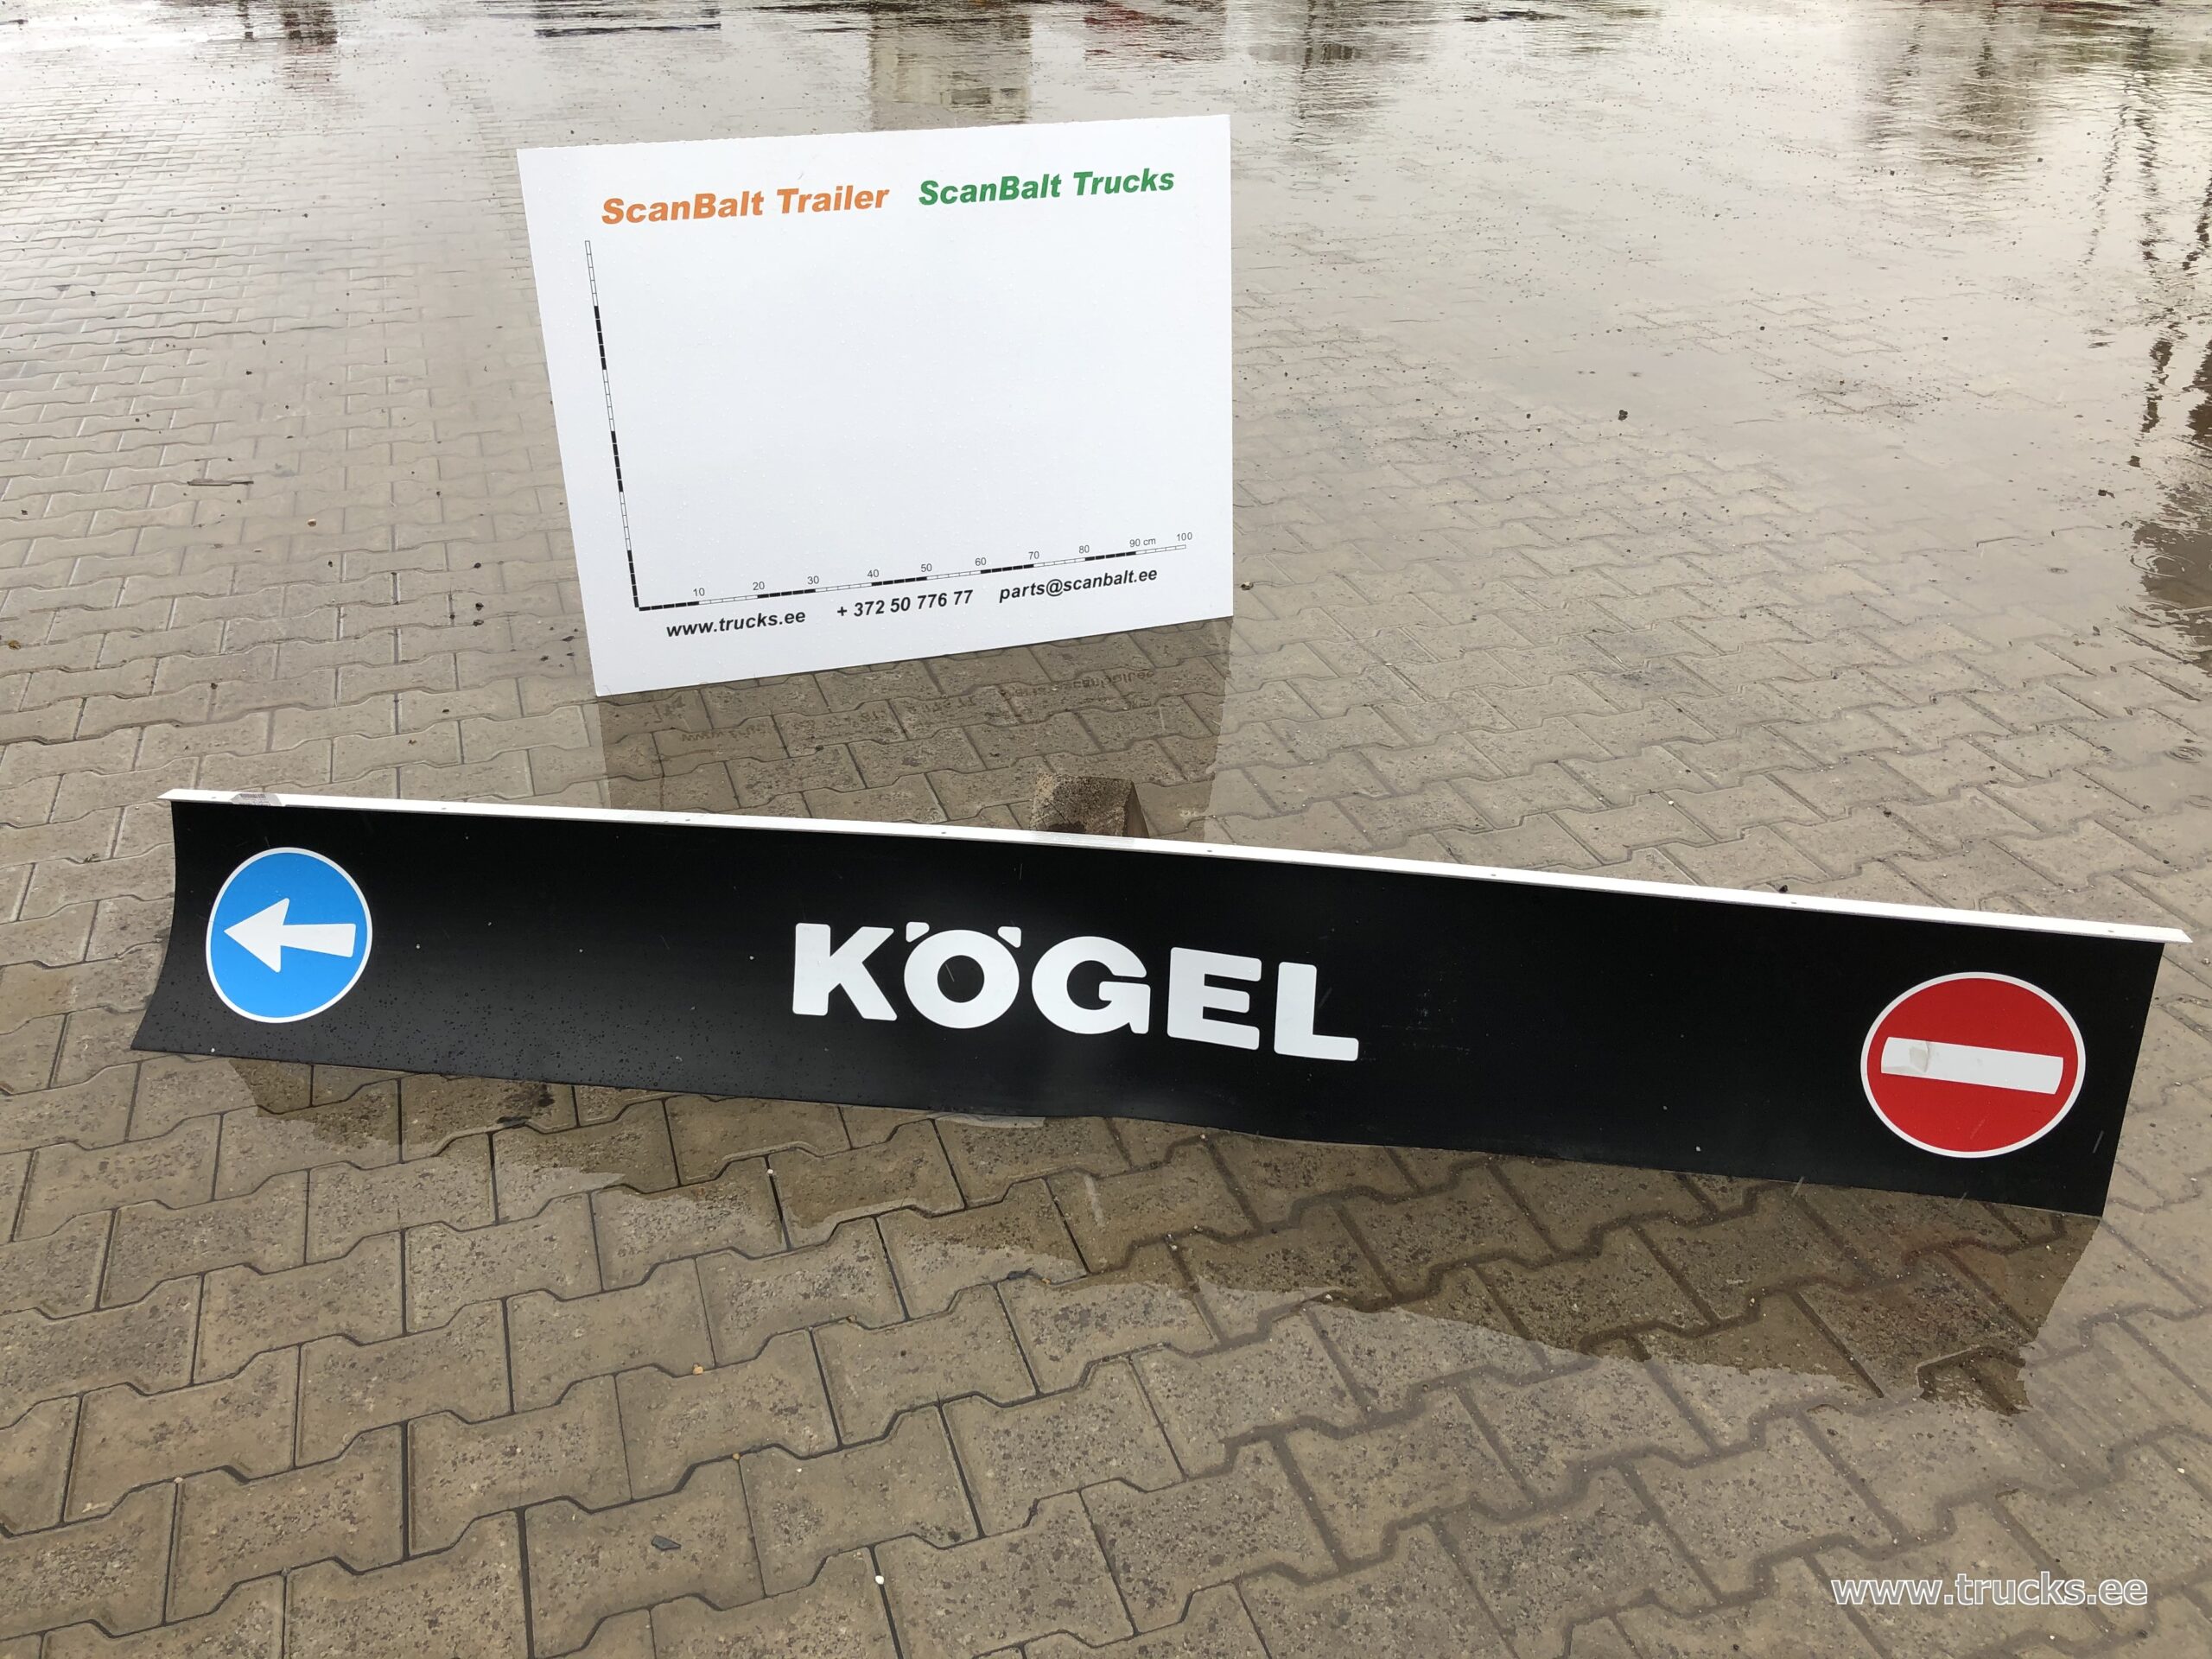 ScanBalt Trailer ScanBalt Trucks
10 20 30 40 50 60 70 80 90 cm 100
www.trucks.ee + 372 50 776 77 parts@scanbalt.ee
KÖGEL
www.trucks.ee